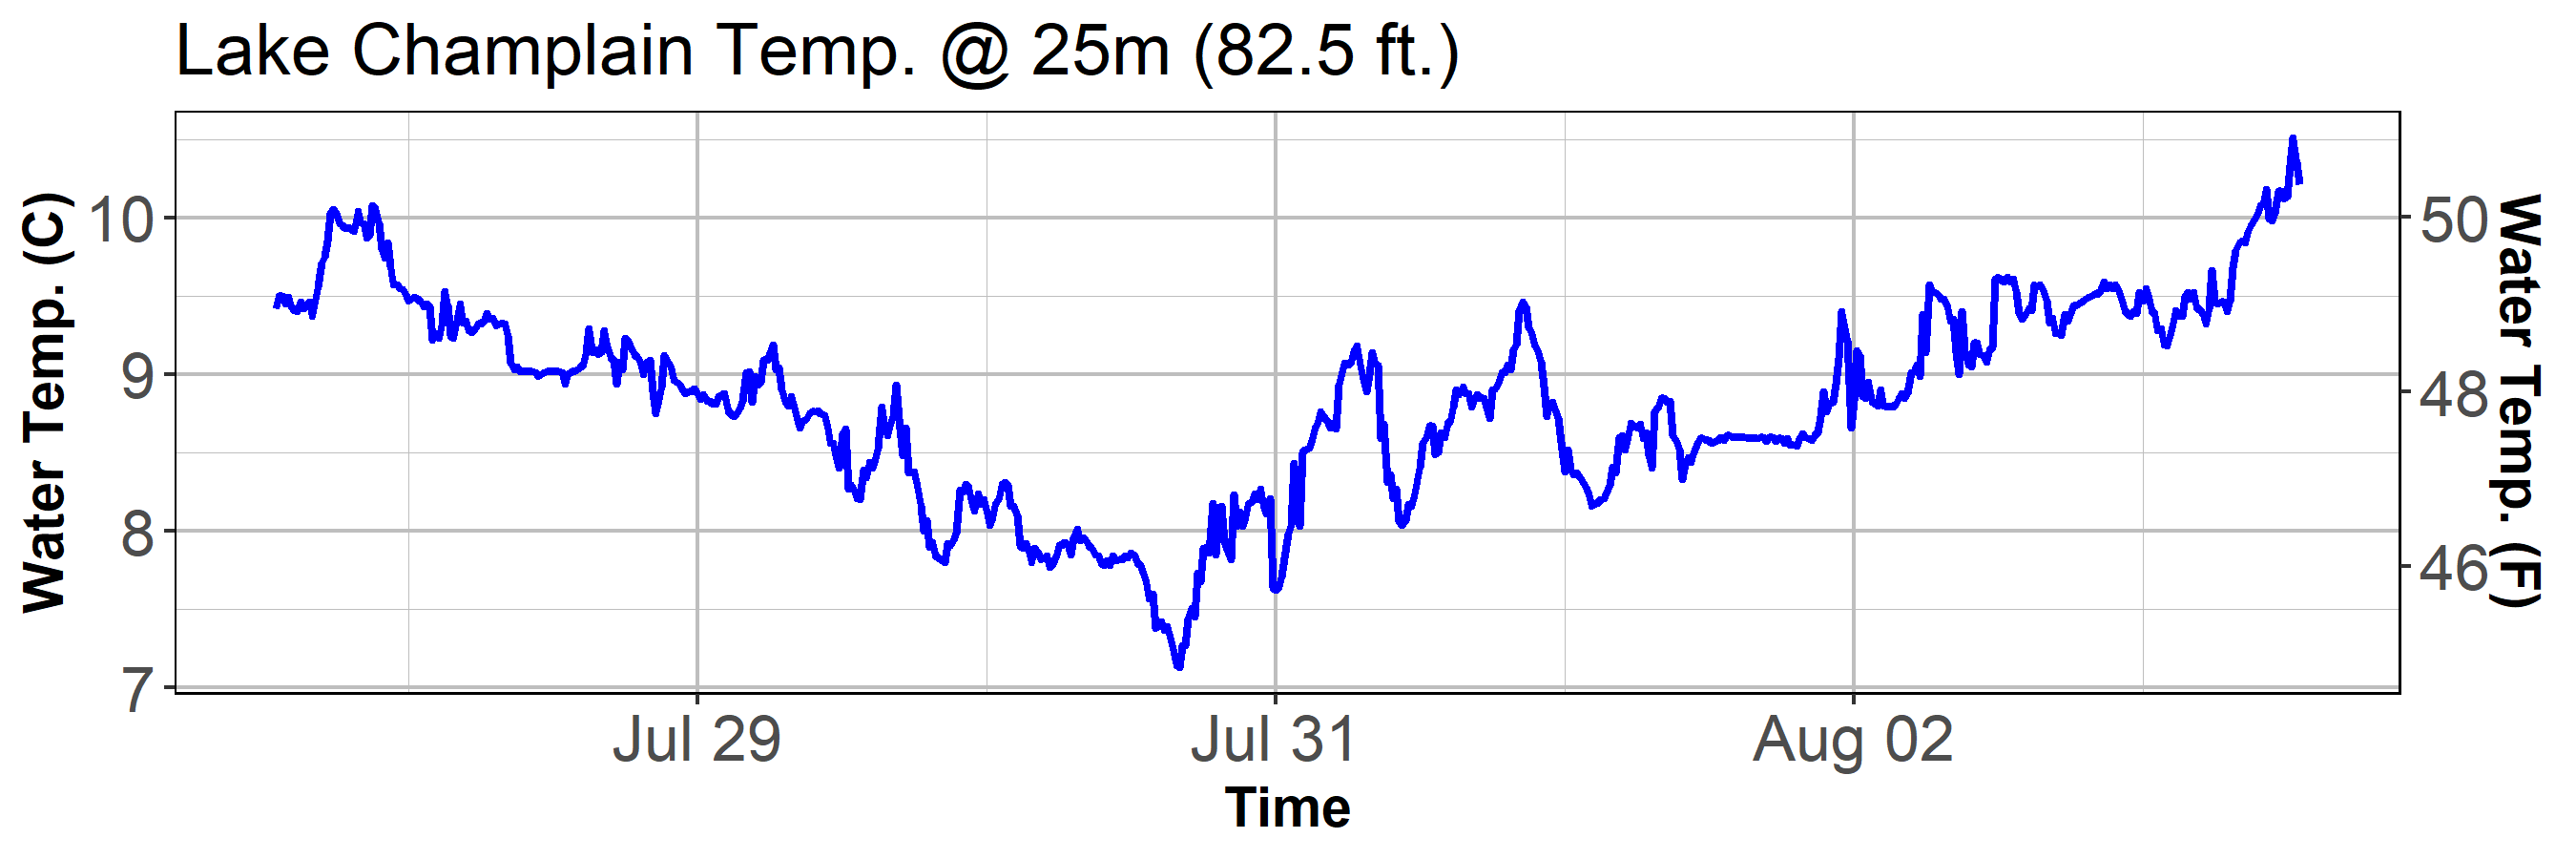 Lake Champlain Temp. @ 25m (82.5 ft.)
Water Temp. (C)
10
9
8
7
50
48
46
Water Temp. (F)
Jul 29
Jul 31
Aug 02
Time